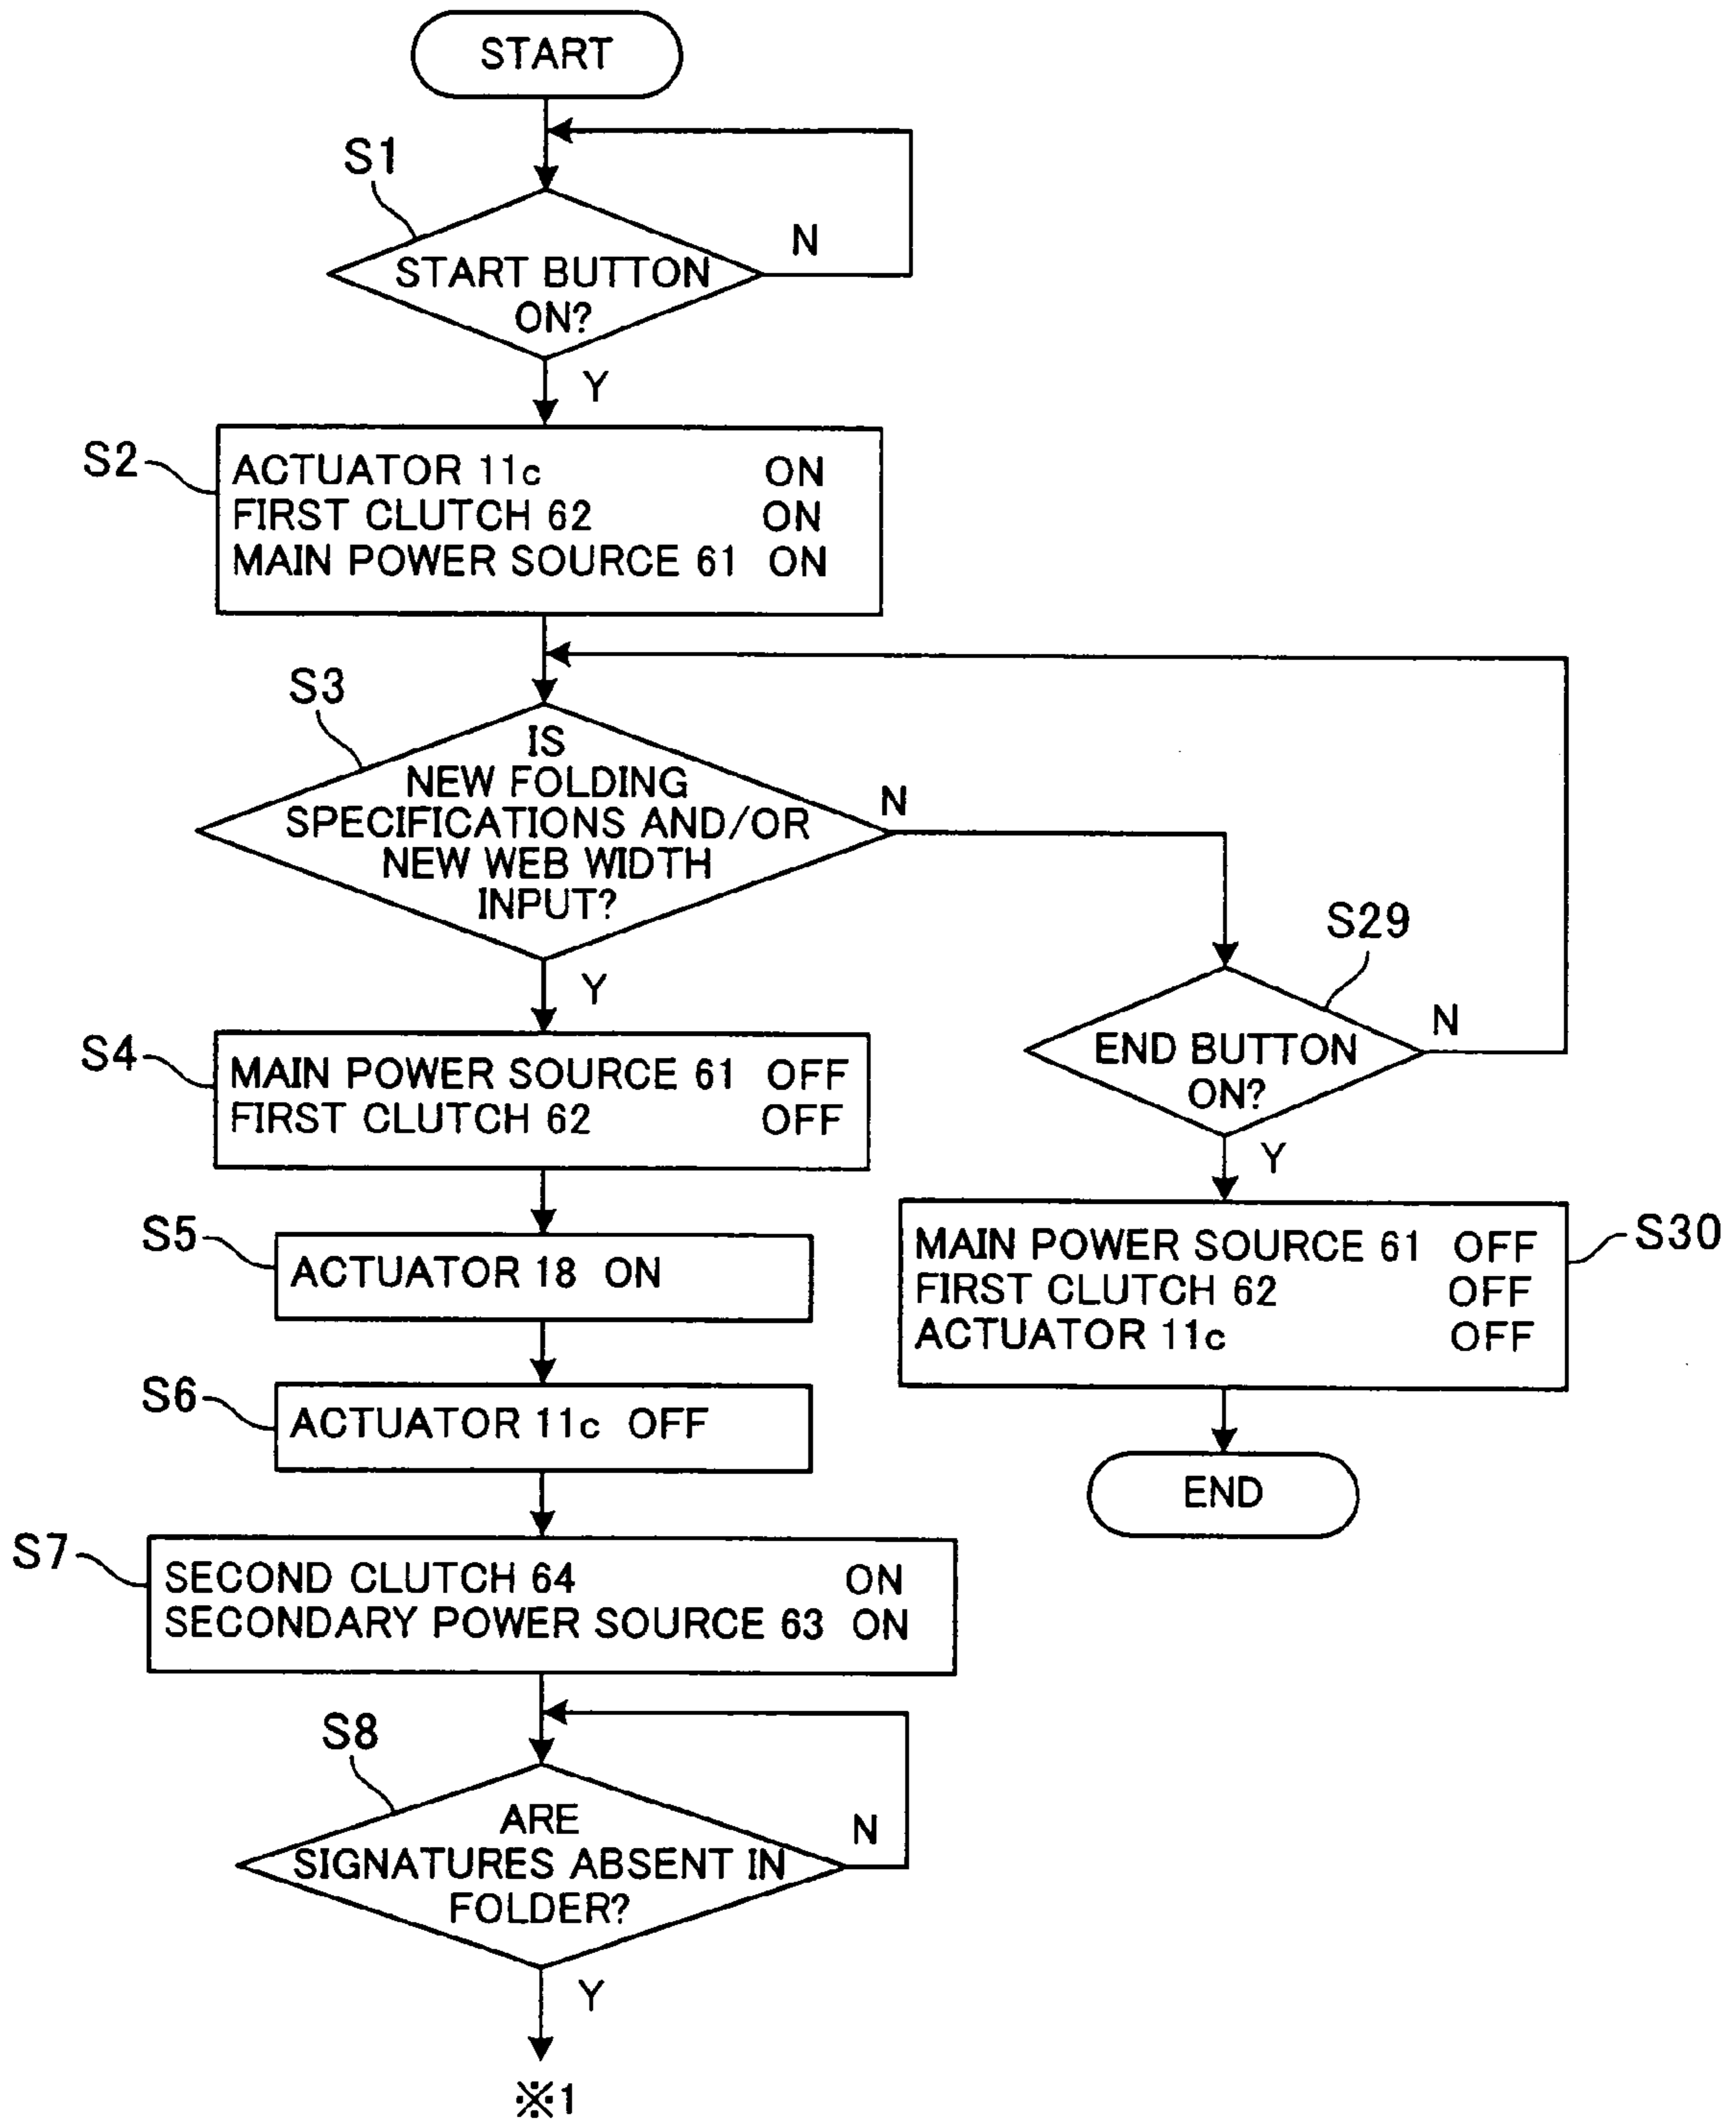 START
S1
N
START BUTTON
ON?
Y
S2
ACTUATOR 11c ON
FIRST CLUTCH 62 ON
MAIN POWER SOURCE 61 ON
S3
IS
NEW FOLDING
SPECIFICATIONS AND/OR
NEW WEB WIDTH
INPUT?
N
Y
S29
END BUTTON
ON?
N
Y
S4
MAIN POWER SOURCE 61 OFF
FIRST CLUTCH 62 OFF
S5
ACTUATOR 18 ON
S30
MAIN POWER SOURCE 61 OFF
FIRST CLUTCH 62 OFF
ACTUATOR 11c OFF
S6
ACTUATOR 11c OFF
END
S7
SECOND CLUTCH 64 ON
SECONDARY POWER SOURCE 63 ON
S8
ARE
SIGNATURES ABSENT IN
FOLDER?
N
Y
※1